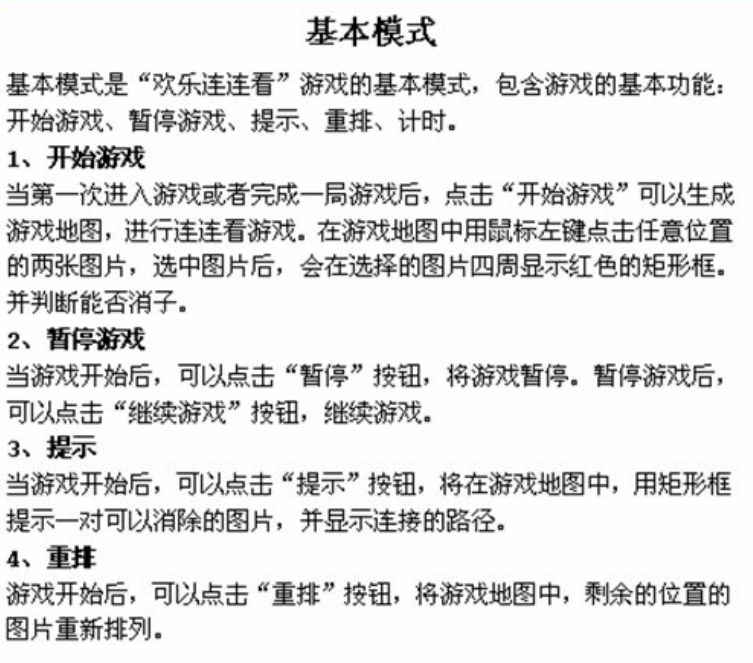 基本模式
基本模式是“欢乐连连看”游戏的基本模式，包含游戏的基本功能：
开始游戏、暂停游戏、提示、重排、计时。
1、开始游戏
当第一次进入游戏或者完成一局游戏后，点击“开始游戏”可以生成
游戏地图，进行连连看游戏。在游戏地图中用鼠标左键点击任意位置
的两张图片，选中图片后，会在选择的图片四周显示红色的矩形框。
并判断能否消子。
2、暂停游戏
当游戏开始后，可以点击“暂停”按钮，将游戏暂停。暂停游戏后，
可以点击“继续游戏”按钮，继续游戏。
3、提示
当游戏开始后，可以点击“提示”按钮，将在游戏地图中，用矩形框
提示一对可以消除的图片，并显示连接的路径。
4、重排
游戏开始后，可以点击“重排”按钮，将游戏地图中，剩余的位置的
图片重新排列。